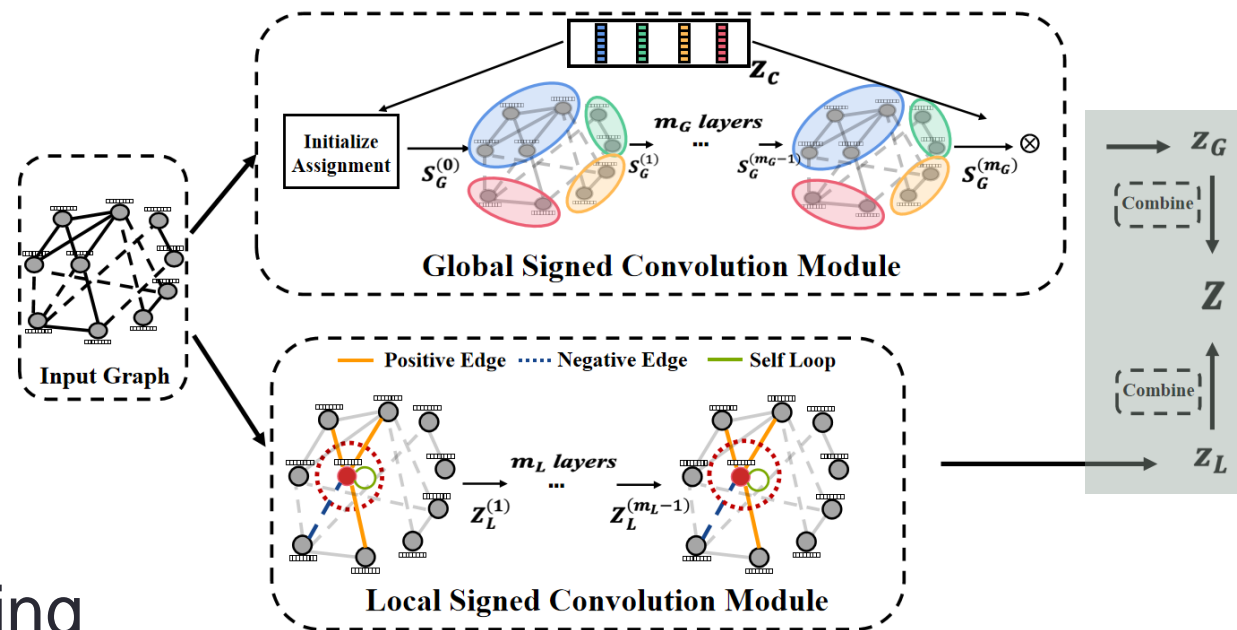 Z_C
Initialize
Assignment
S_G^(0)
S_G^(1)
m_G layers
...
S_G^(m_G-1)
S_G^(m_G)
⊗
Global Signed Convolution Module
Input Graph
Positive Edge
Negative Edge
Self Loop
Z_L^(1)
m_L layers
...
Z_L^(m_L-1)
Local Signed Convolution Module
z_G
Combine
Z
Combine
z_L
ing